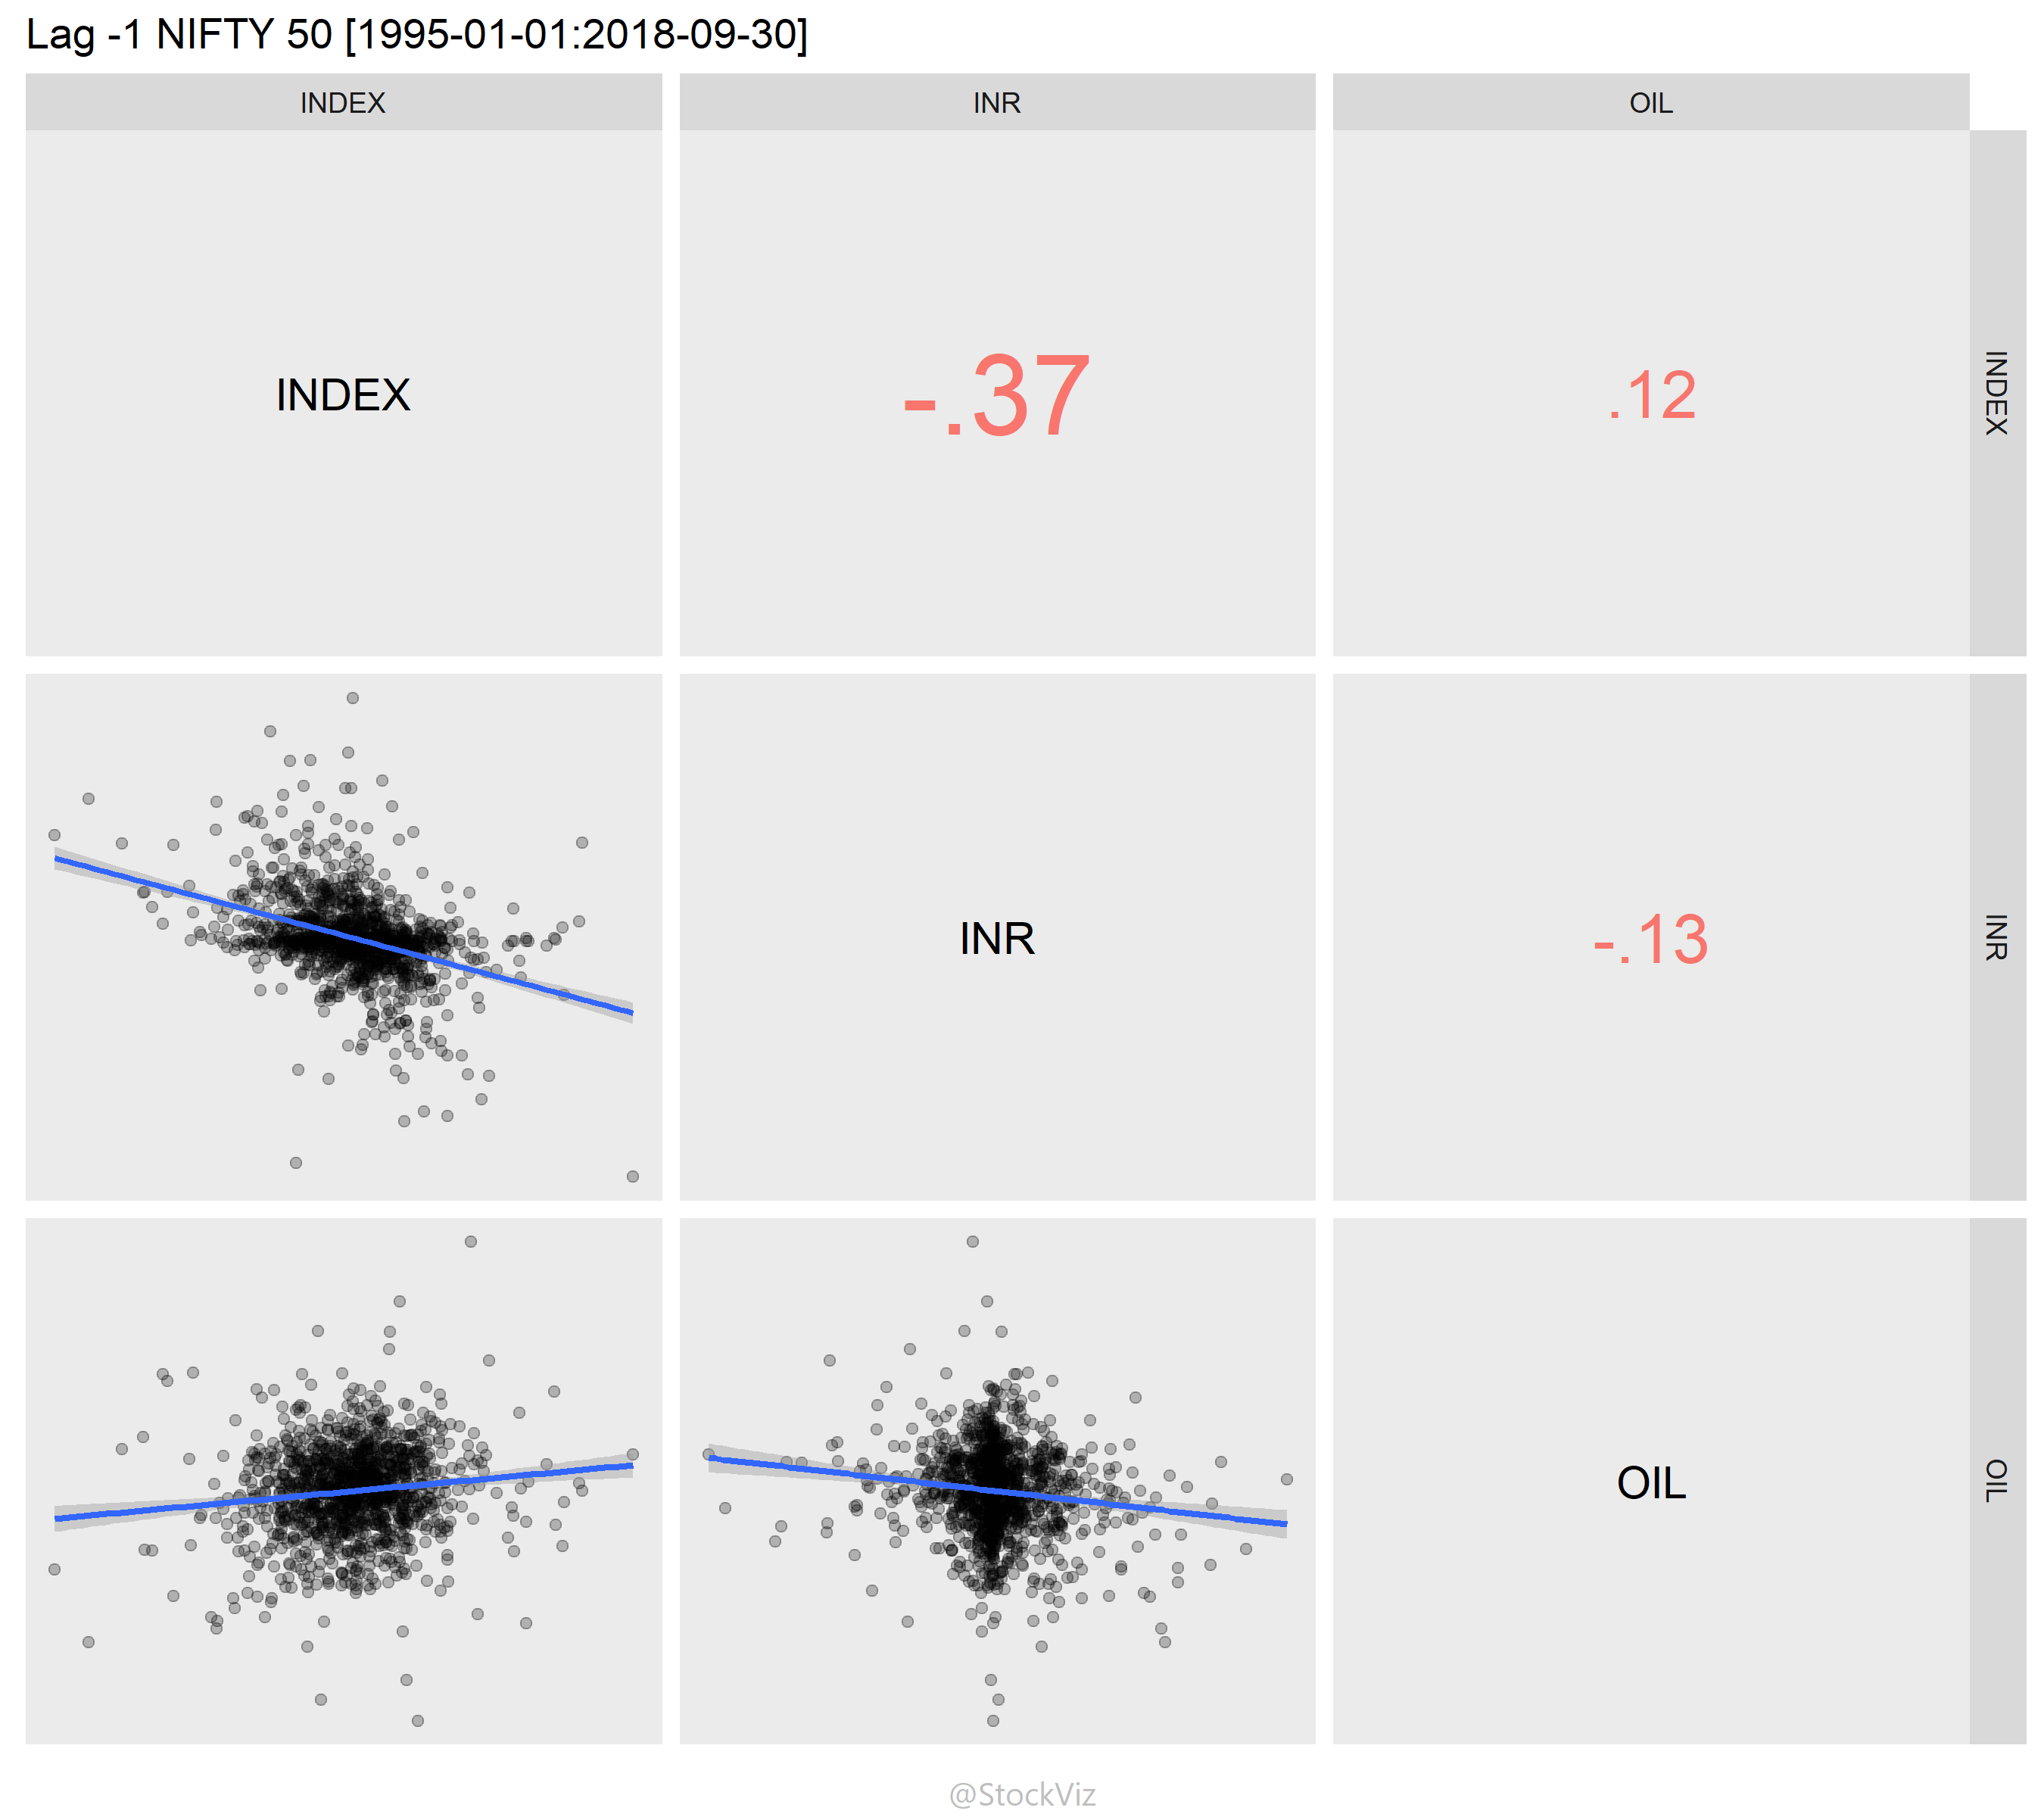 Lag -1 NIFTY 50 [1995-01-01:2018-09-30]
INDEX
INR
OIL
INDEX
-.37
.12
INDEX
INR
-.13
INR
OIL
OIL
@StockViz